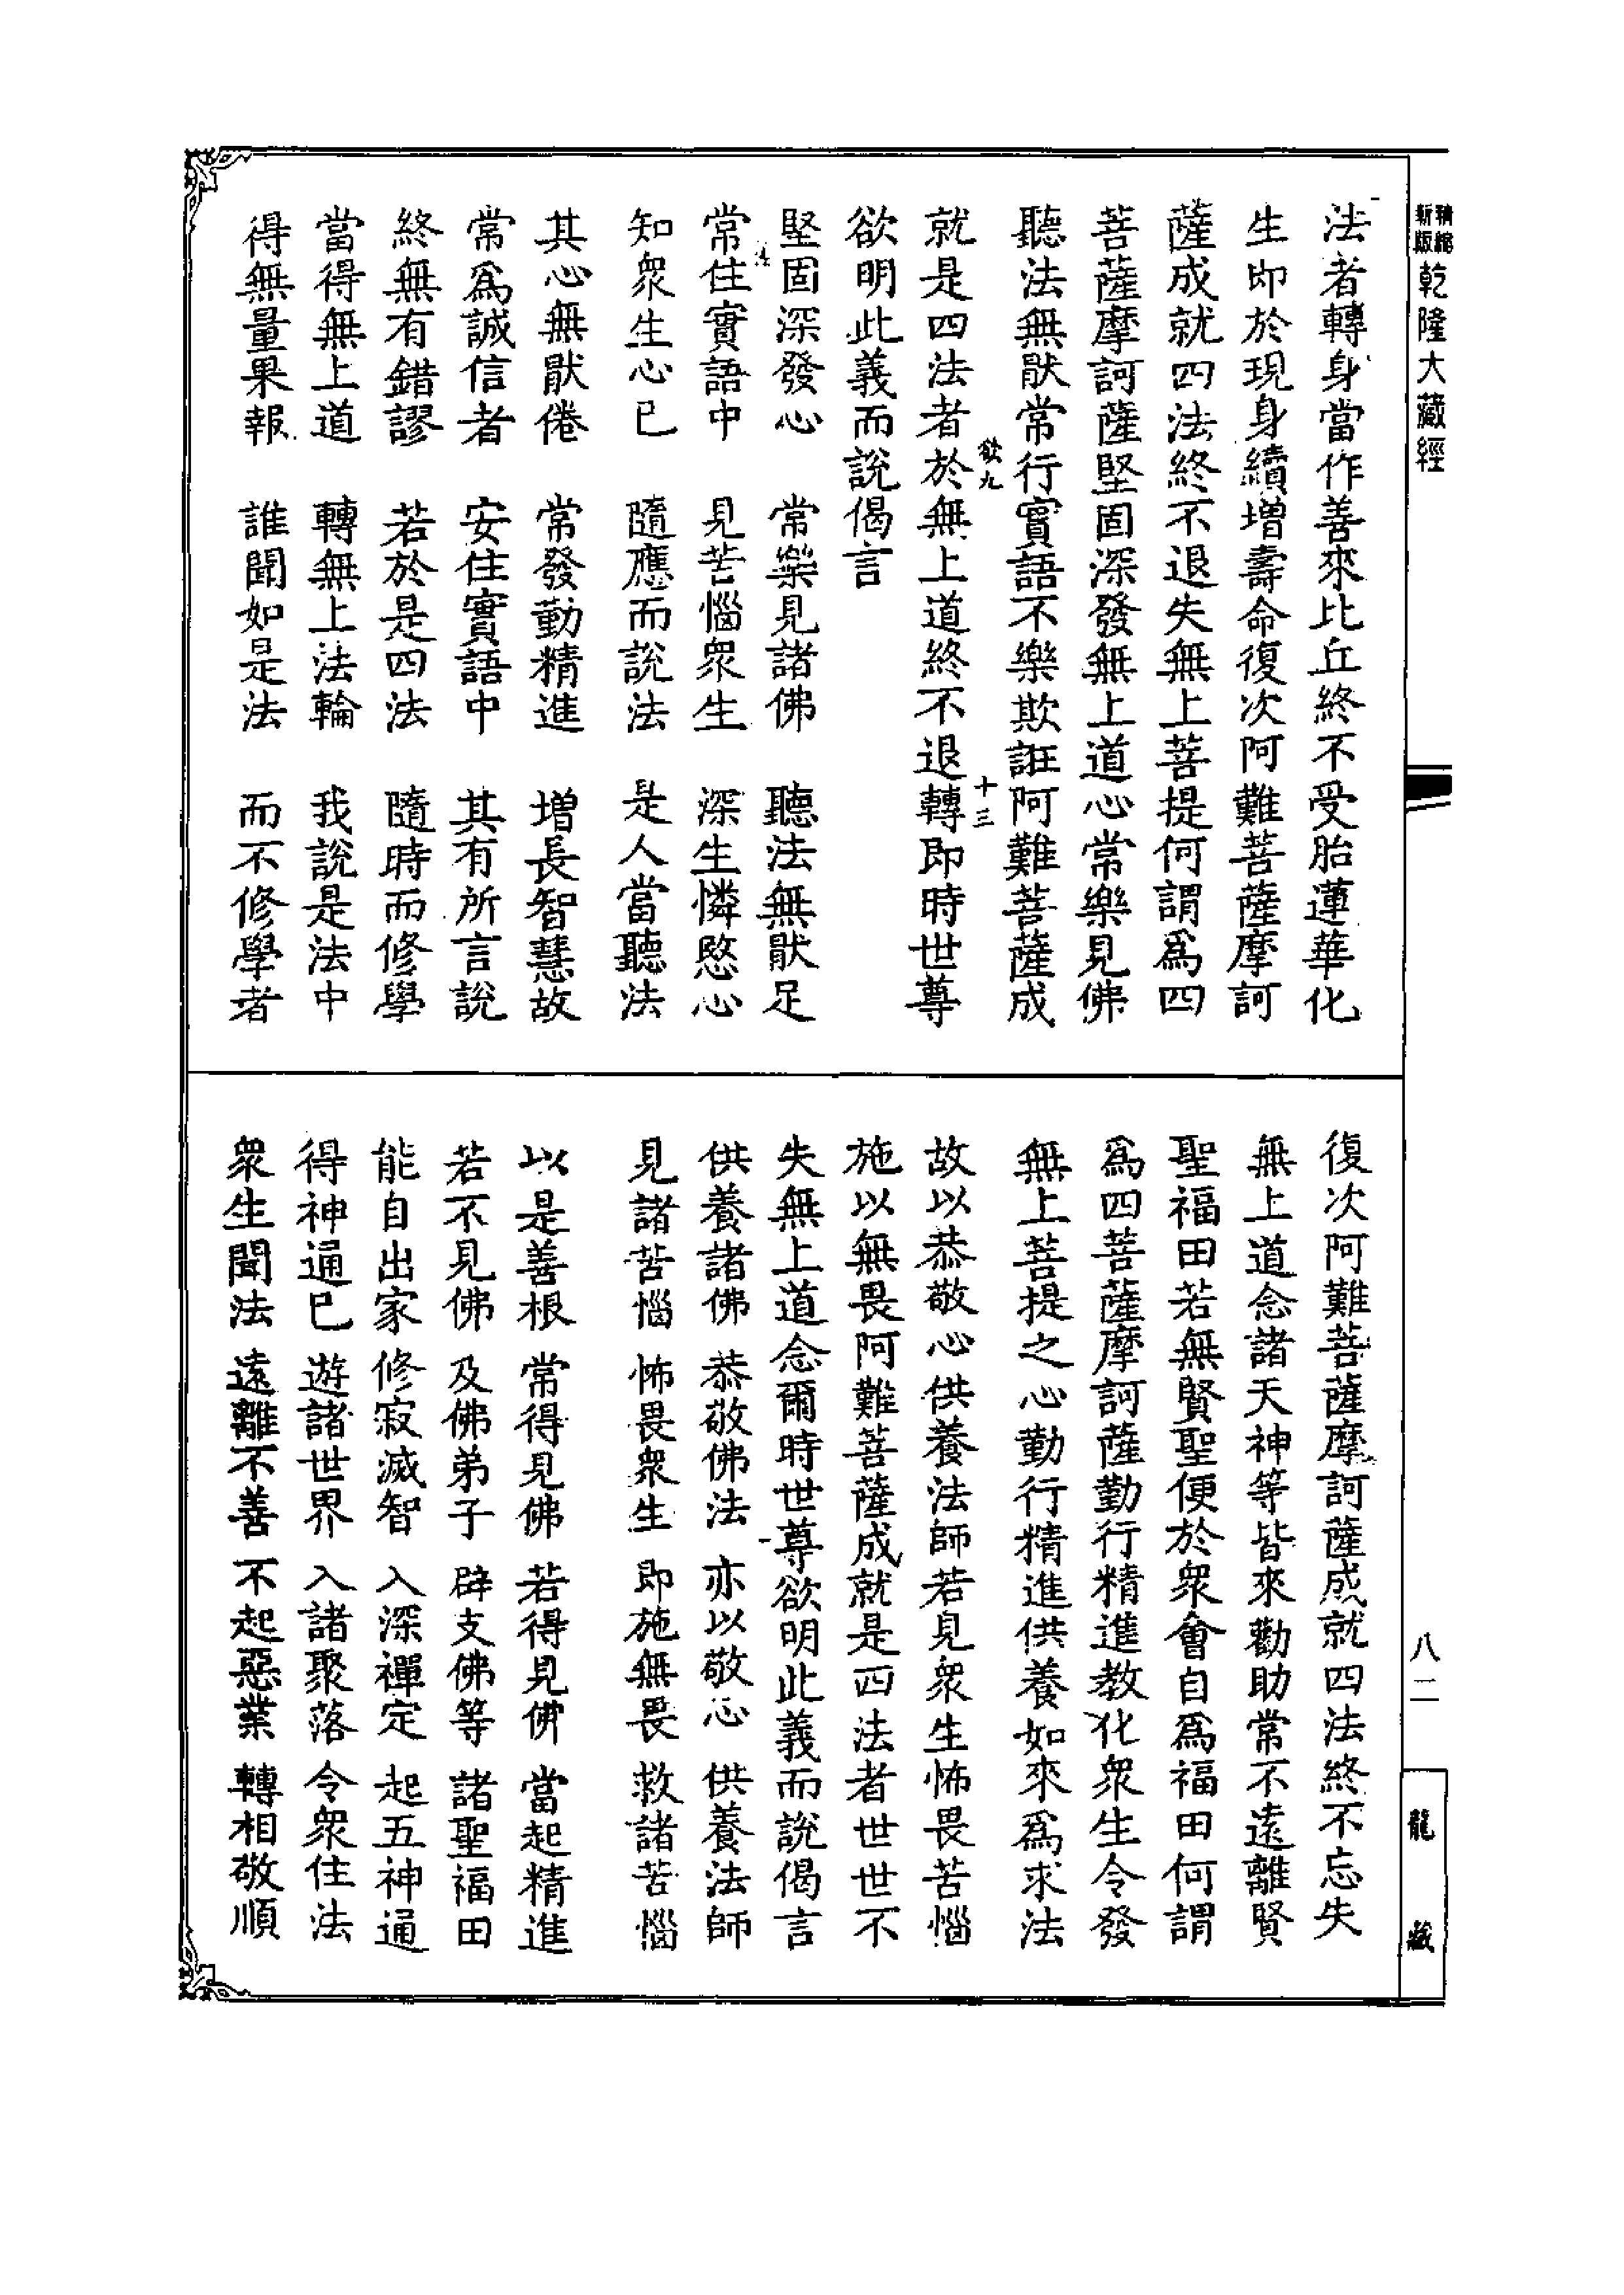 精縮新版乾隆大藏經
法者轉身當作善來比丘終不受胎蓮華化
生即於現身續增壽命復次阿難菩薩摩訶
薩成就四法終不退失無上菩提何謂爲四
菩薩摩訶薩堅固深發無上道心常樂見佛
聽法無猒常行實語不樂欺誑阿難菩薩成
十三
就是四法者於無上道終不退轉即時世尊
欲明此義而說偈言
堅固深發心　常樂見諸佛　聽法無猒足
常住實語中　見苦惱衆生　深生憐愍心
知衆生心已　隨應而說法　是人當聽法
其心無猒倦　常發勤精進　增長智慧故
常爲誠信者　安住實語中　其有所言說
終無有錯謬　若於是四法　隨時而修學
當得無上道　轉無上法輪　我說是法中
得無量果報　誰聞如是法　而不修學者
復次阿難菩薩摩訶薩成就四法終不忘失
無上道念諸天神等皆來勸助常不遠離賢
聖福田若無賢聖便於衆會自爲福田何謂
爲四菩薩摩訶薩勤行精進教化衆生令發
無上菩提之心勤行精進供養如來爲求法
故以恭敬心供養法師若見衆生怖畏苦惱
施以無畏阿難菩薩成就是四法者世世不
失無上道念爾時世尊欲明此義而說偈言
供養諸佛　恭敬佛法　亦以敬心　供養法師
見諸苦惱　怖畏衆生　即施無畏　救諸苦惱
以是善根　常得見佛　若得見佛　當起精進
若不見佛　及佛弟子　辟支佛等　諸聖福田
能自出家　修寂滅智　入深禪定　起五神通
得神通已　遊諸世界　入諸聚落　令衆住法
衆生聞法　遠離不善　不起惡業　轉相敬順
八二
龍藏